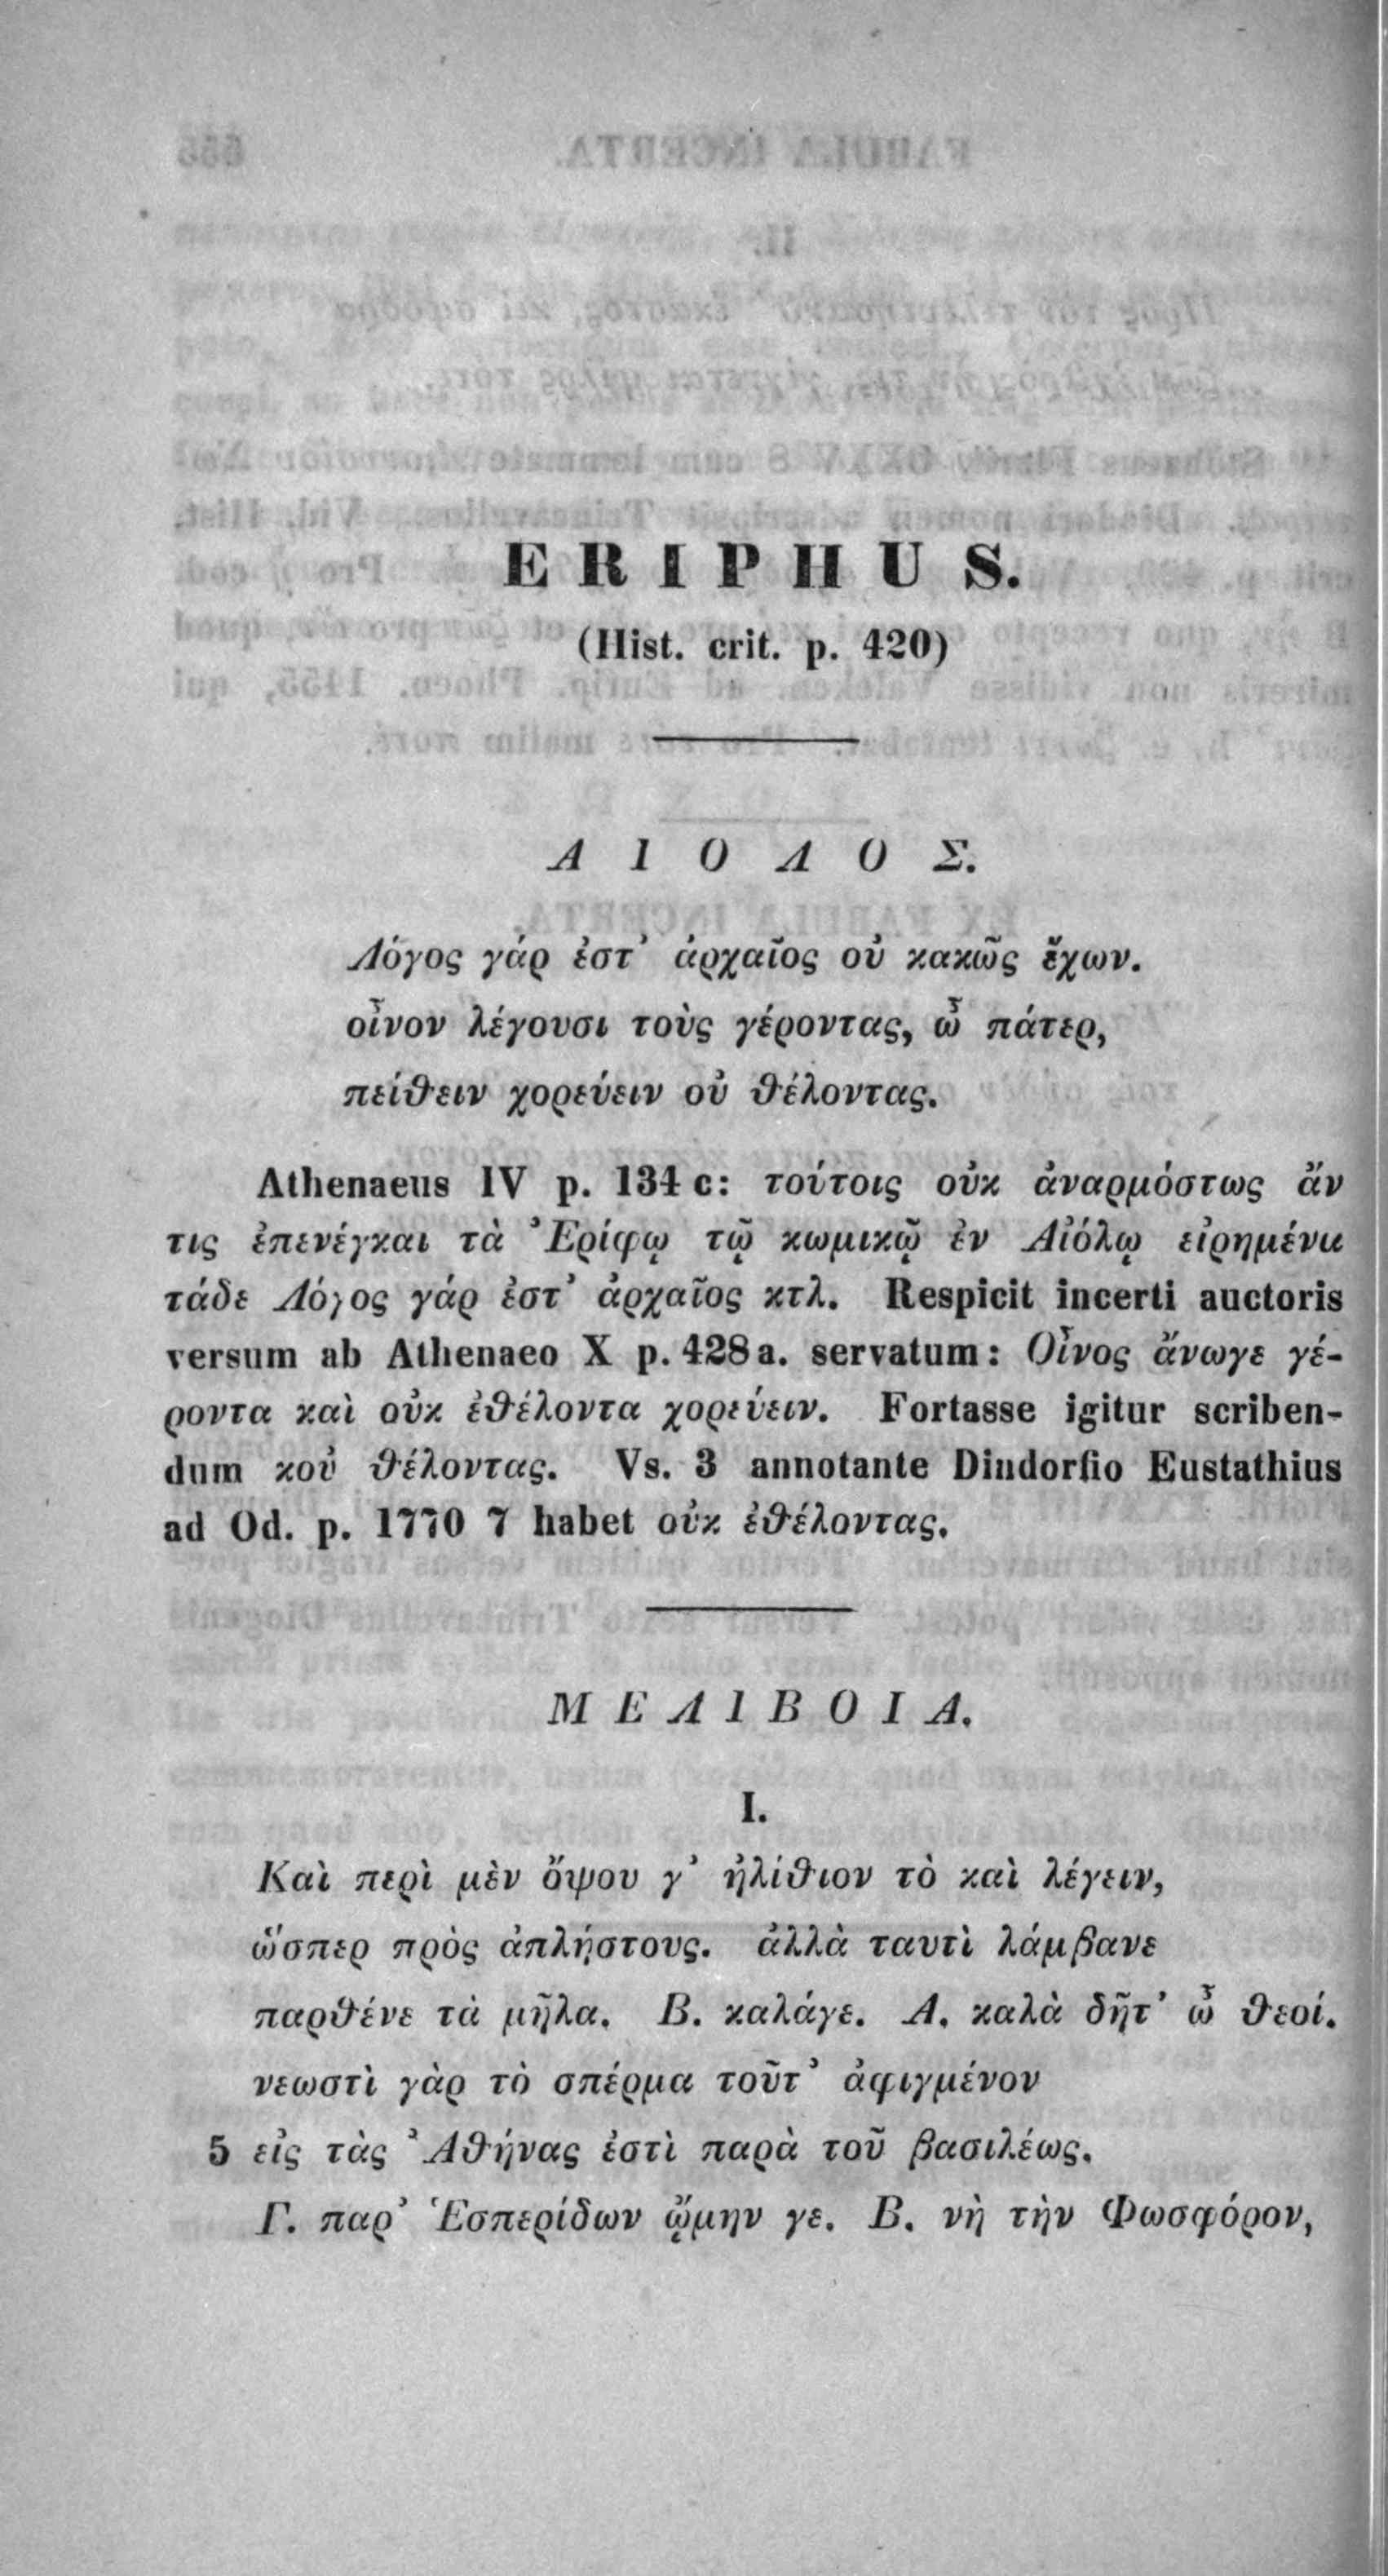 ERIPHUS.
(Hist. crit. p. 420)
ΑΙΟΛΟΣ.
Λόγος γάρ ἐστ᾽ ἀρχαῖος οὐ κακῶς ἔχων.
οἶνον λέγουσι τοὺς γέροντας, ὦ πάτερ,
πείθειν χορεύειν οὐ θέλοντας.
Athenaeus IV p. 134 c: τούτοις οὐκ ἀναρμόστως ἄν
τις ἐπενέγκαι τὰ Ἐρίφῳ τῷ κωμικῷ ἐν Αἰόλῳ εἰρημένα
τάδε Λόγος γάρ ἐστ᾽ ἀρχαῖος κτλ. Respicit incerti auctoris
versum ab Athenaeo X p. 428 a. servatum: Οἶνος ἄνωγε γέ-
ροντα καὶ οὐκ ἐθέλοντα χορεύειν. Fortasse igitur scriben-
dum κοὐ θέλοντας. Vs. 3 annotante Dindorfio Eustathius
ad Od. p. 1770 7 habet οὐκ ἐθέλοντας.
ΜΕΛΙΒΟΙΑ.
I.
Καὶ περὶ μὲν ὄψου γ᾽ ἠλίθιον τὸ καὶ λέγειν,
ὥσπερ πρὸς ἀπλήστους. ἀλλὰ ταυτὶ λάμβανε
παρθένε τὰ μῆλα. Β. καλάγε. Α. καλὰ δῆτ᾽ ὦ θεοί.
νεωστὶ γὰρ τὸ σπέρμα τοῦτ᾽ ἀφιγμένον
5 εἰς τὰς Ἀθήνας ἐστὶ παρὰ τοῦ βασιλέως.
Γ. παρ᾽ Ἑσπερίδων ᾤμην γε. Β. νὴ τὴν Φωσφόρον,